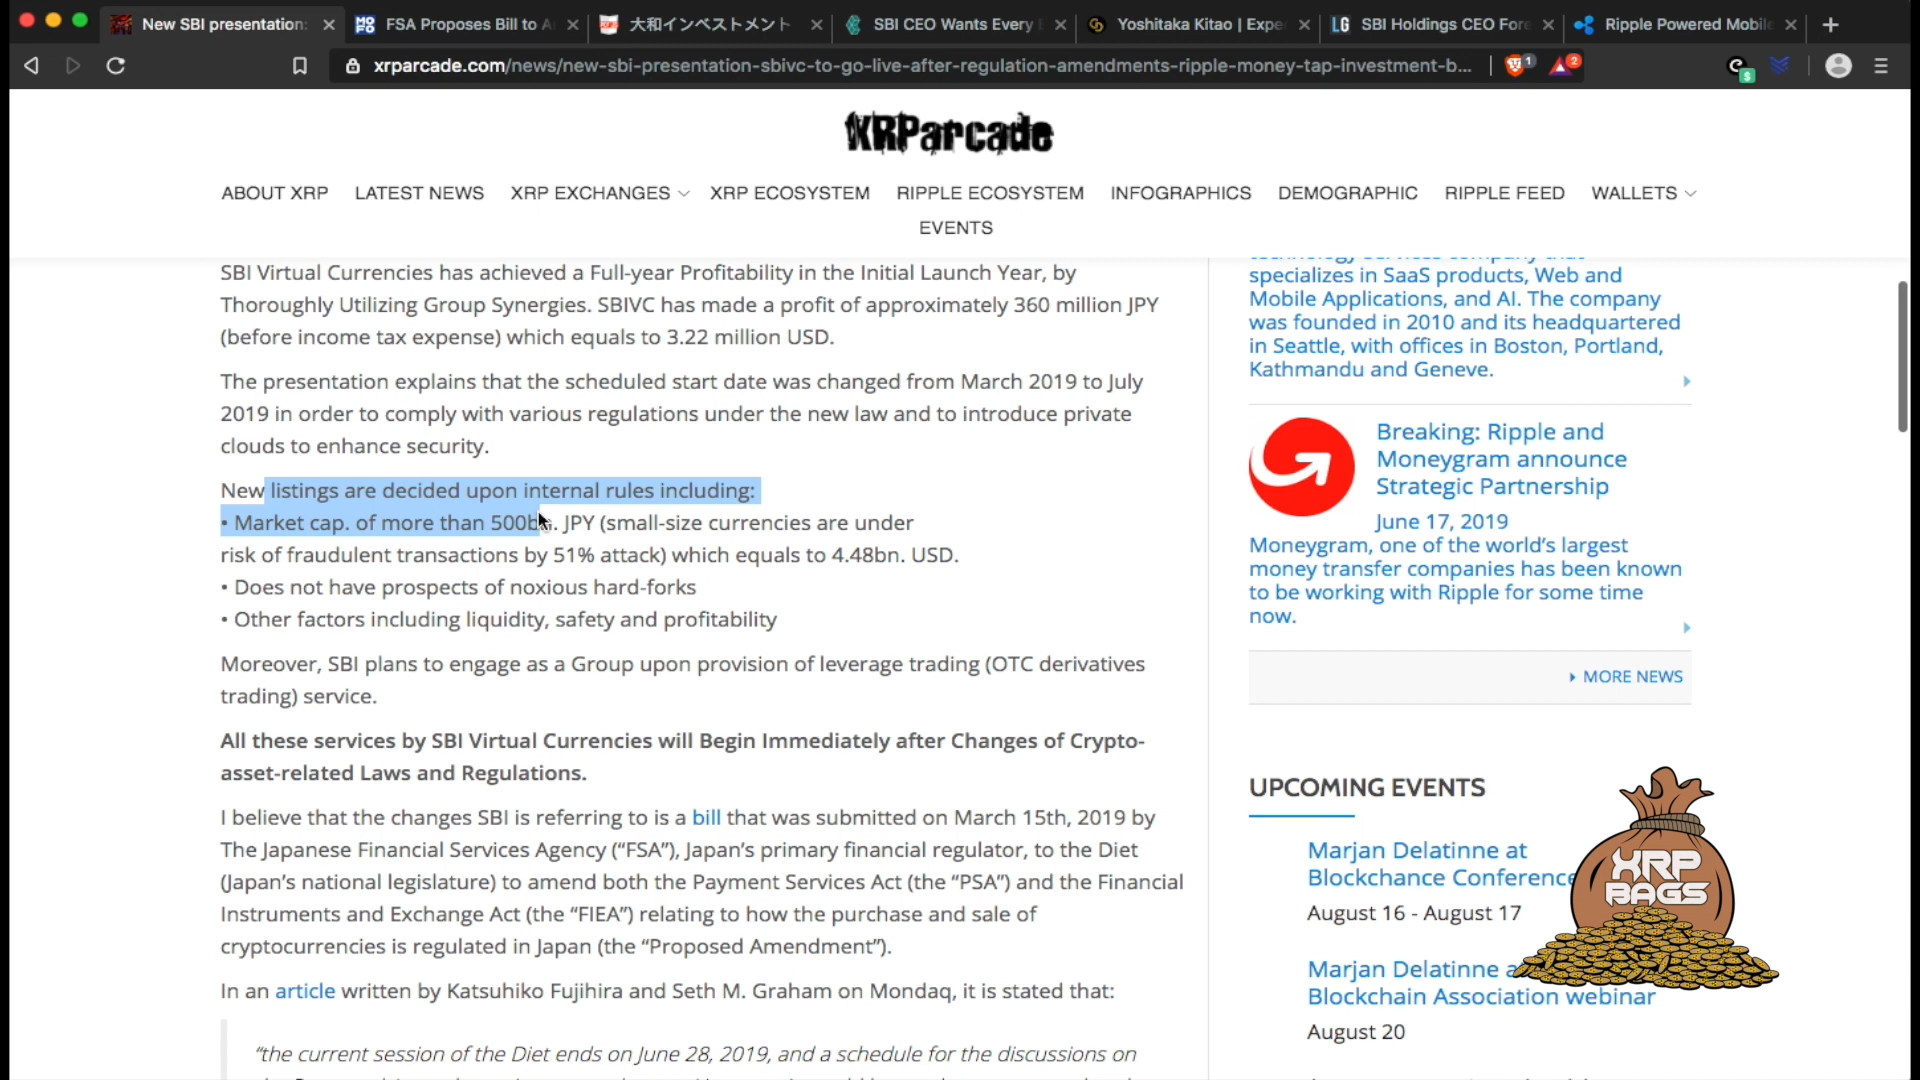 New SBI presentation:
FSA Proposes Bill to A
大和インベストメント
SBI CEO Wants Every
Yoshitaka Kitao | Expe
LG SBI Holdings CEO Fore
Ripple Powered Mobile
xrparcade.com/news/new-sbi-presentation-sbivc-to-go-live-after-regulation-amendments-ripple-money-tap-investment-b...
1
2
XRParcade
ABOUT XRP LATEST NEWS XRP EXCHANGES XRP ECOSYSTEM RIPPLE ECOSYSTEM INFOGRAPHICS DEMOGRAPHIC RIPPLE FEED WALLETS
EVENTS
SBI Virtual Currencies has achieved a Full-year Profitability in the Initial Launch Year, by
Thoroughly Utilizing Group Synergies. SBIVC has made a profit of approximately 360 million JPY
(before income tax expense) which equals to 3.22 million USD.
The presentation explains that the scheduled start date was changed from March 2019 to July
2019 in order to comply with various regulations under the new law and to introduce private
clouds to enhance security.
New listings are decided upon internal rules including:
• Market cap. of more than 500bn. JPY (small-size currencies are under
risk of fraudulent transactions by 51% attack) which equals to 4.48bn. USD.
• Does not have prospects of noxious hard-forks
• Other factors including liquidity, safety and profitability
Moreover, SBI plans to engage as a Group upon provision of leverage trading (OTC derivatives
trading) service.
All these services by SBI Virtual Currencies will Begin Immediately after Changes of Crypto-
asset-related Laws and Regulations.
I believe that the changes SBI is referring to is a bill that was submitted on March 15th, 2019 by
The Japanese Financial Services Agency (“FSA”), Japan’s primary financial regulator, to the Diet
(Japan’s national legislature) to amend both the Payment Services Act (the “PSA”) and the Financial
Instruments and Exchange Act (the “FIEA”) relating to how the purchase and sale of
cryptocurrencies is regulated in Japan (the “Proposed Amendment”).
In an article written by Katsuhiko Fujihira and Seth M. Graham on Mondaq, it is stated that:
“the current session of the Diet ends on June 28, 2019, and a schedule for the discussions on
specializes in SaaS products, Web and
Mobile Applications, and AI. The company
was founded in 2010 and its headquartered
in Seattle, with offices in Boston, Portland,
Kathmandu and Geneve.
Breaking: Ripple and
Moneygram announce
Strategic Partnership
June 17, 2019
Moneygram, one of the world’s largest
money transfer companies has been known
to be working with Ripple for some time
now.
MORE NEWS
UPCOMING EVENTS
Marjan Delatinne at
Blockchance Conference
August 16 - August 17
Marjan Delatinne a
Blockchain Association webinar
August 20
XRP
BAGS